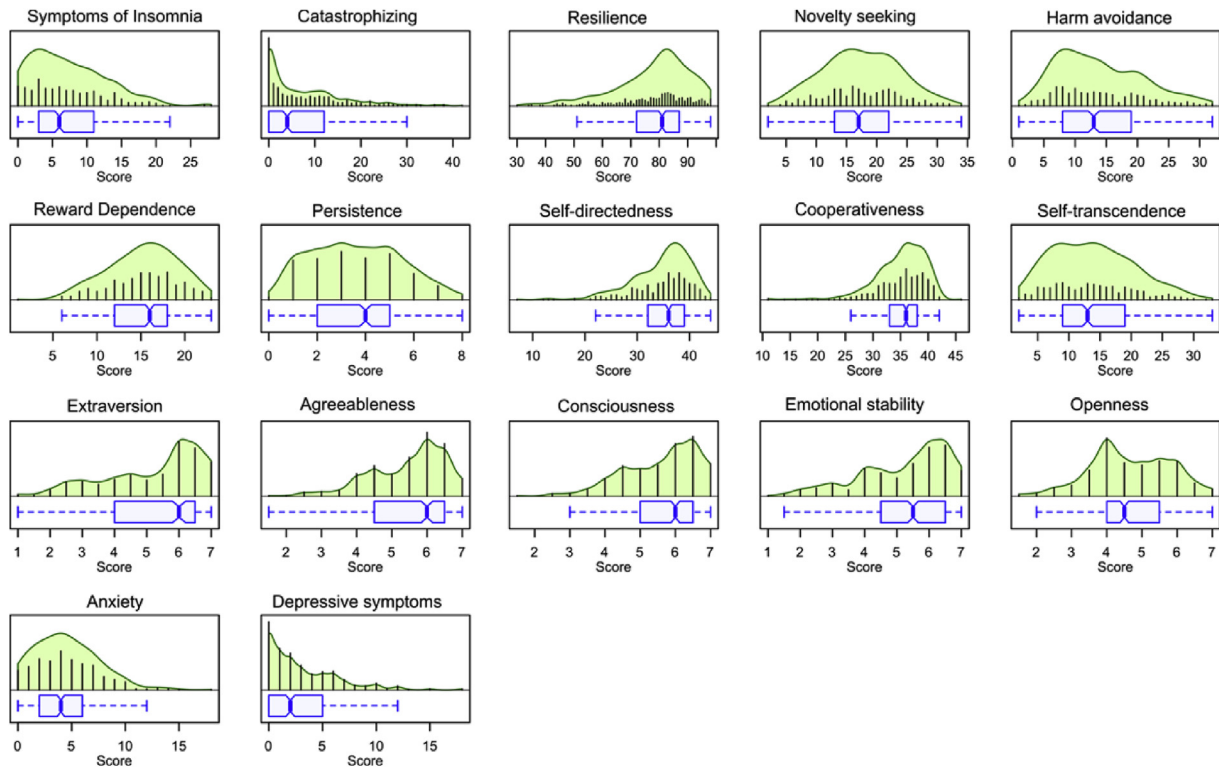 Symptoms of Insomnia
0 5 10 15 20 25
Score
Catastrophizing
0 10 20 30 40
Score
Resilience
30 40 50 60 70 80 90
Score
Novelty seeking
5 10 15 20 25 30 35
Score
Harm avoidance
0 5 10 15 20 25 30
Score
Reward Dependence
5 10 15 20
Score
Persistence
0 2 4 6 8
Score
Self-directedness
10 20 30 40
Score
Cooperativeness
10 15 20 25 30 35 40 45
Score
Self-transcendence
5 10 15 20 25 30
Score
Extraversion
1 2 3 4 5 6 7
Score
Agreeableness
2 3 4 5 6 7
Score
Consciousness
2 3 4 5 6 7
Score
Emotional stability
1 2 3 4 5 6 7
Score
Openness
2 3 4 5 6 7
Score
Anxiety
0 5 10 15
Score
Depressive symptoms
0 5 10 15
Score